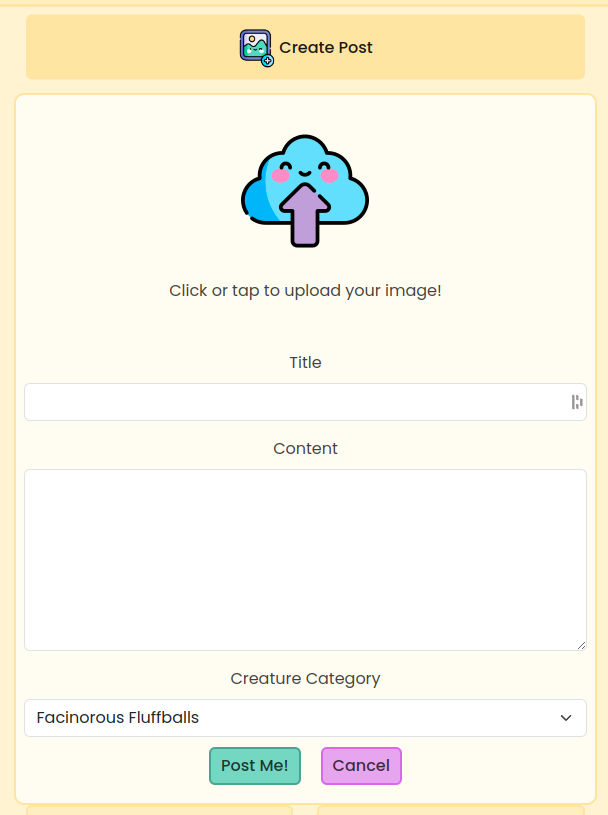 Create Post
Click or tap to upload your image!
Title
Content
Creature Category
Facinorous Fluffballs
Post Me!
Cancel